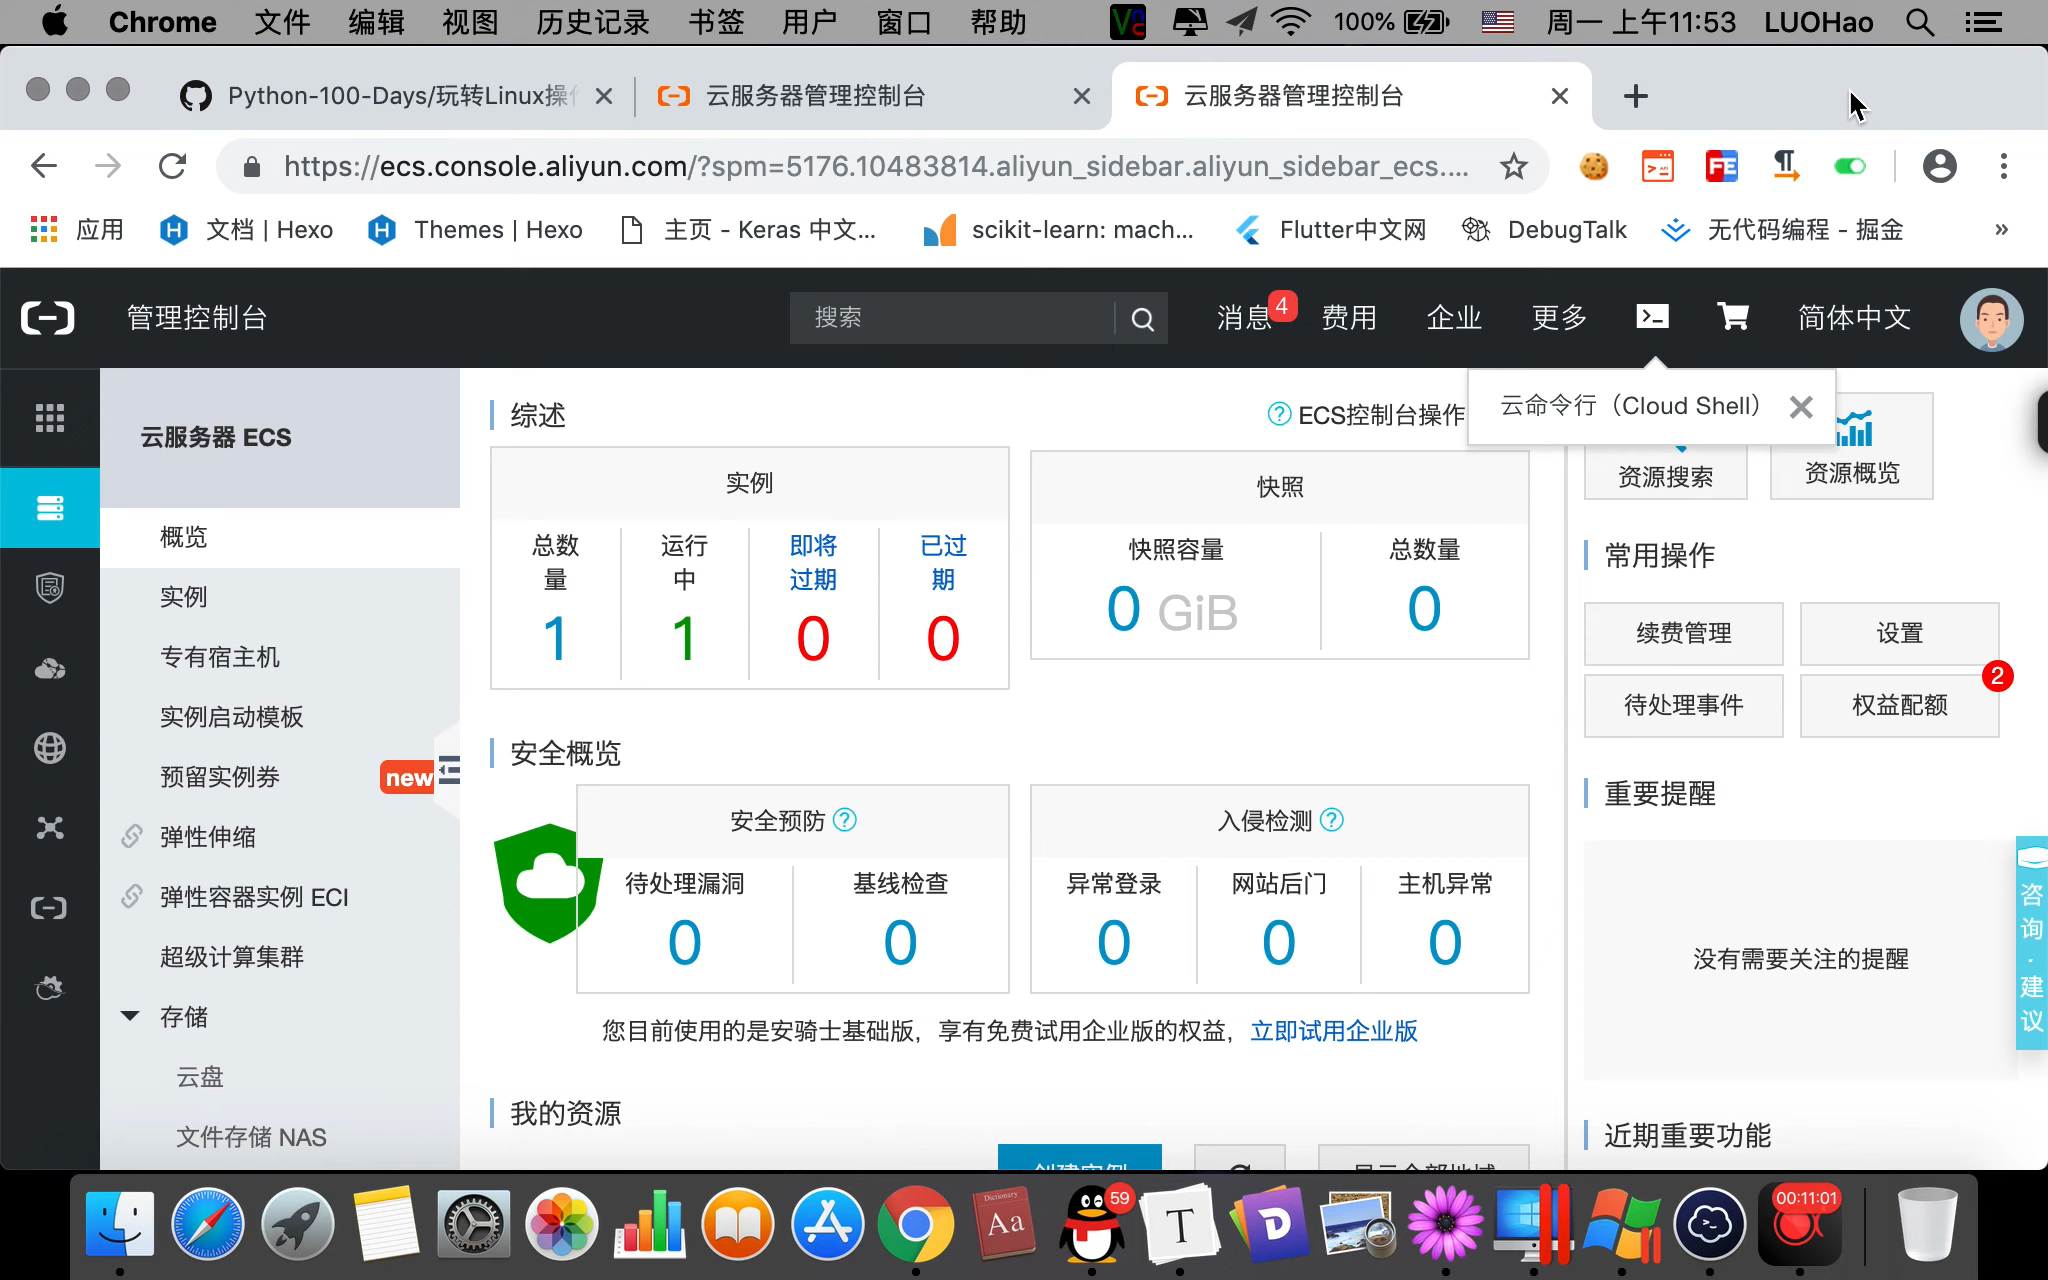 Chrome 文件 编辑 视图 历史记录 书签 用户 窗口 帮助 100% 周一 上午11:53 LUOHao
Python-100-Days/玩转Linux操作 云服务器管理控制台 云服务器管理控制台
https://ecs.console.aliyun.com/?spm=5176.10483814.aliyun_sidebar.aliyun_sidebar_ecs....
应用 文档 | Hexo Themes | Hexo 主页 - Keras 中文... scikit-learn: mach... Flutter中文网 DebugTalk 无代码编程 - 掘金 »
管理控制台 搜索 消息 4 费用 企业 更多 简体中文
云命令行（Cloud Shell）
云服务器 ECS
概览
实例
专有宿主机
实例启动模板
预留实例券 new
弹性伸缩
弹性容器实例 ECI
超级计算集群
存储
云盘
文件存储 NAS
综述
ECS控制台操作
实例
总数量 运行中 即将过期 已过期
1 1 0 0
快照
快照容量 总数量
0 GiB 0
安全概览
安全预防
待处理漏洞 基线检查
0 0
入侵检测
异常登录 网站后门 主机异常
0 0 0
您目前使用的是安骑士基础版，享有免费试用企业版的权益，立即试用企业版
我的资源
创建实例 显示全部地域
资源搜索 资源概览
常用操作
续费管理 设置
待处理事件 权益配额 2
重要提醒
没有需要关注的提醒
近期重要功能
咨询·建议
Dictionary
Aa
59
T
D
00:11:01